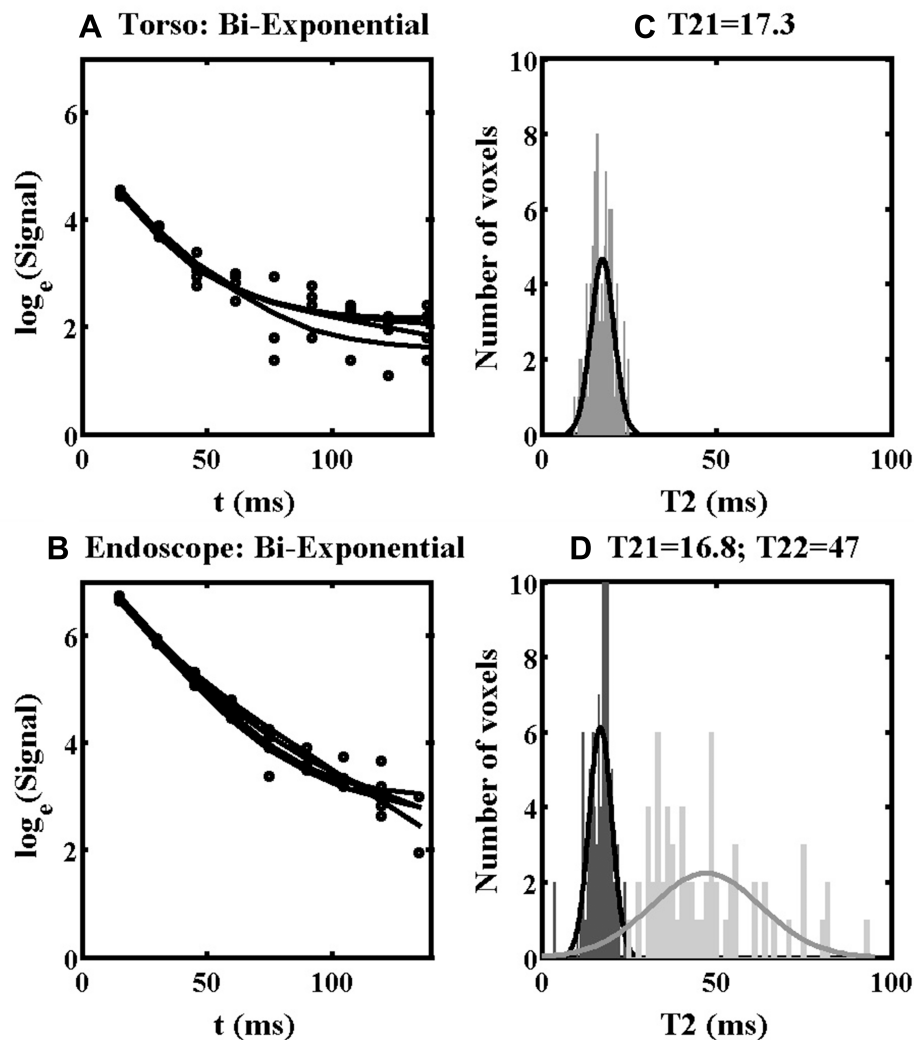 A Torso: Bi-Exponential
log_e(Signal)
6
4
2
0
0 50 100
t (ms)
C T21=17.3
Number of voxels
10
8
6
4
2
0
0 50 100
T2 (ms)
B Endoscope: Bi-Exponential
log_e(Signal)
6
4
2
0
0 50 100
t (ms)
D T21=16.8; T22=47
Number of voxels
10
8
6
4
2
0
0 50 100
T2 (ms)